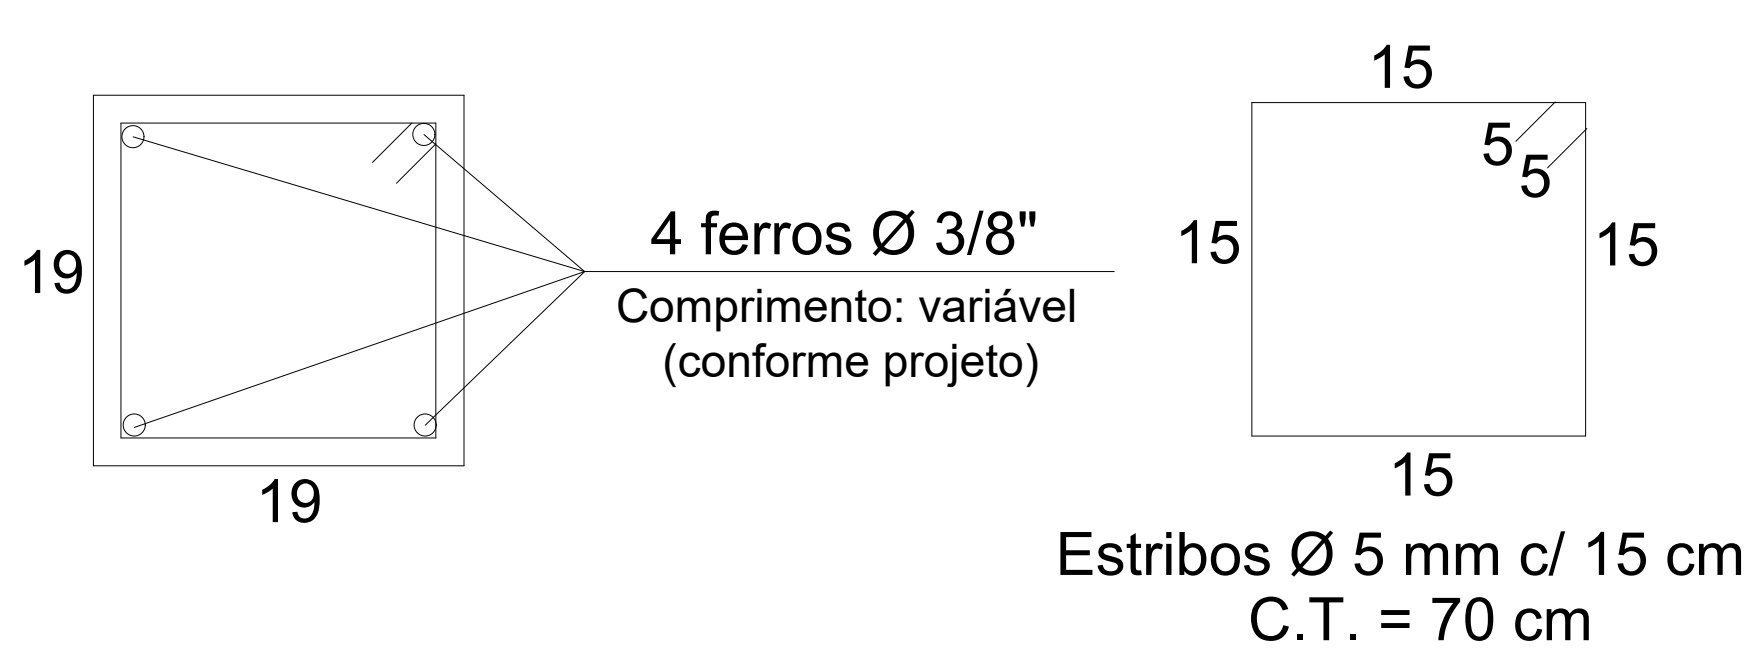 19
19
4 ferros Ø 3/8"
Comprimento: variável
(conforme projeto)
15
5
5
15
15
15
Estribos Ø 5 mm c/ 15 cm
C.T. = 70 cm